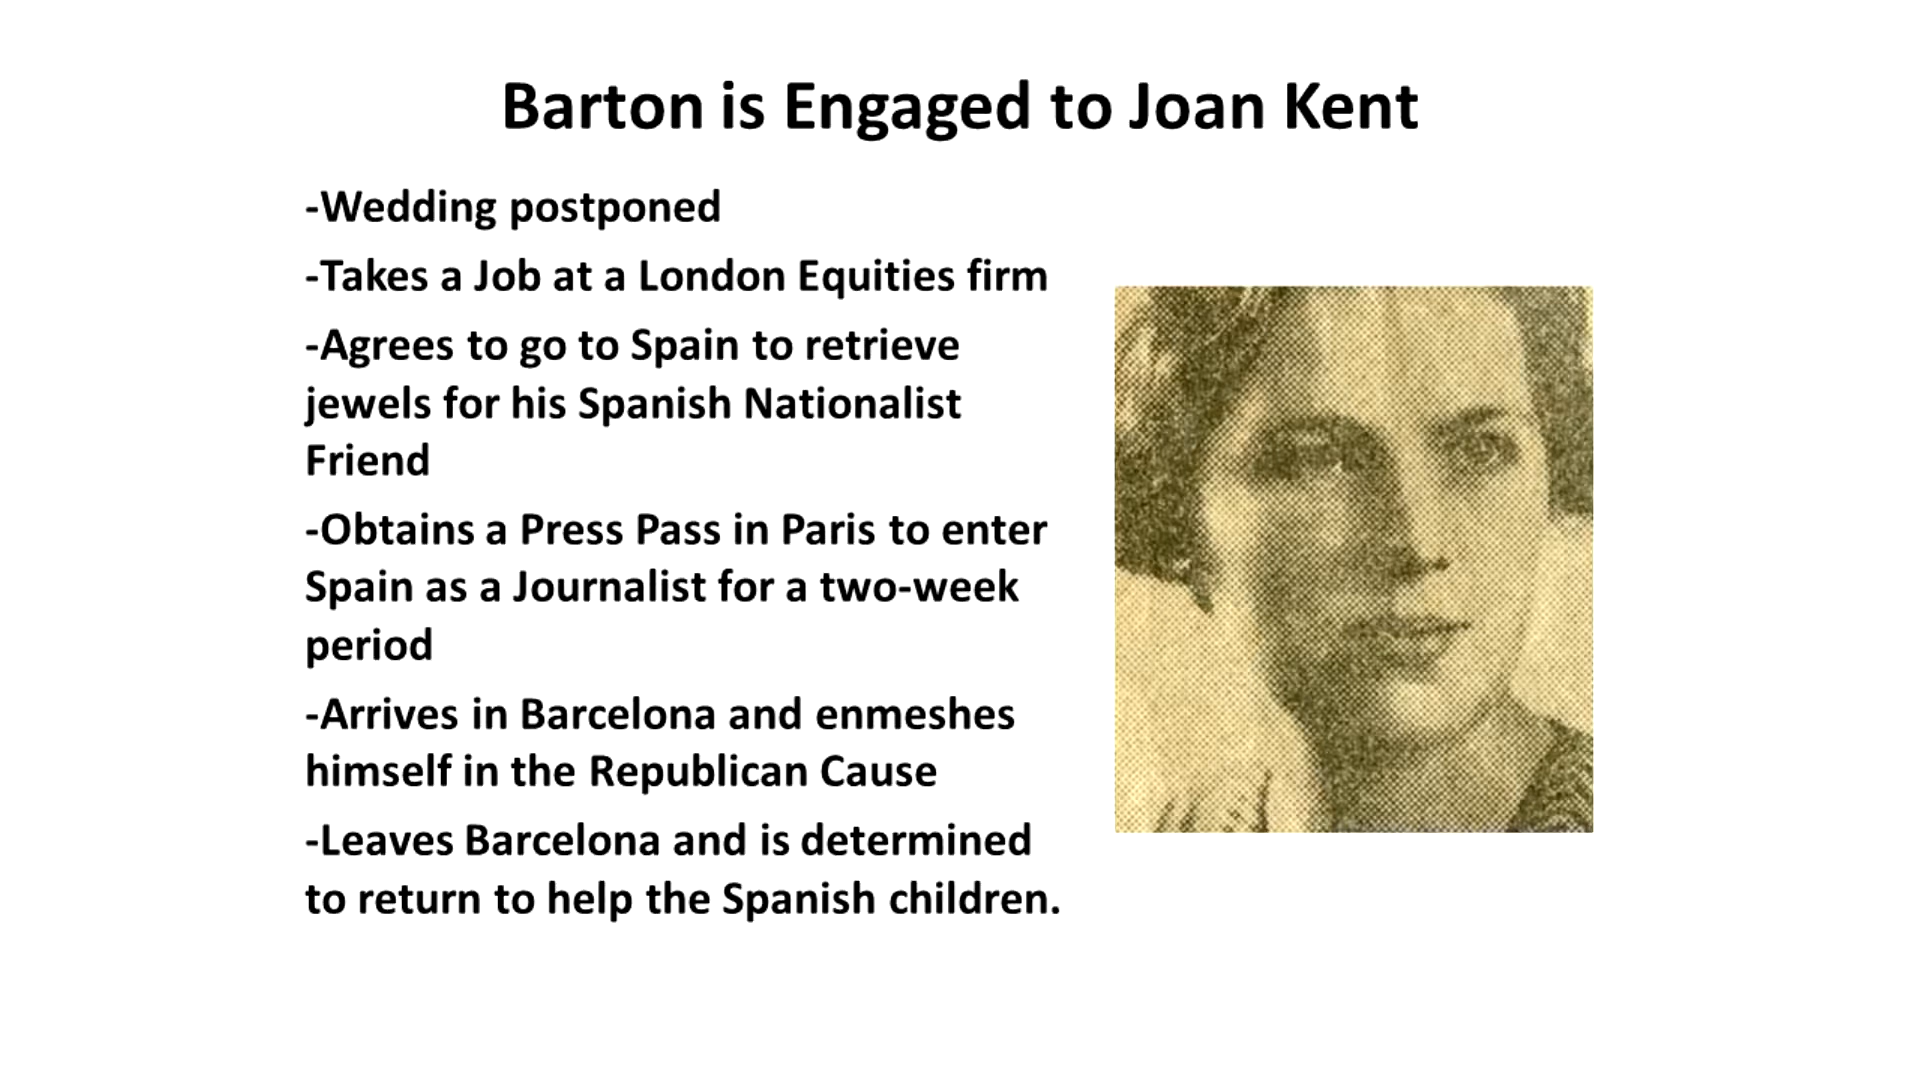 Barton is Engaged to Joan Kent
-Wedding postponed
-Takes a Job at a London Equities firm
-Agrees to go to Spain to retrieve
jewels for his Spanish Nationalist
Friend
-Obtains a Press Pass in Paris to enter
Spain as a Journalist for a two-week
period
-Arrives in Barcelona and enmeshes
himself in the Republican Cause
-Leaves Barcelona and is determined
to return to help the Spanish children.